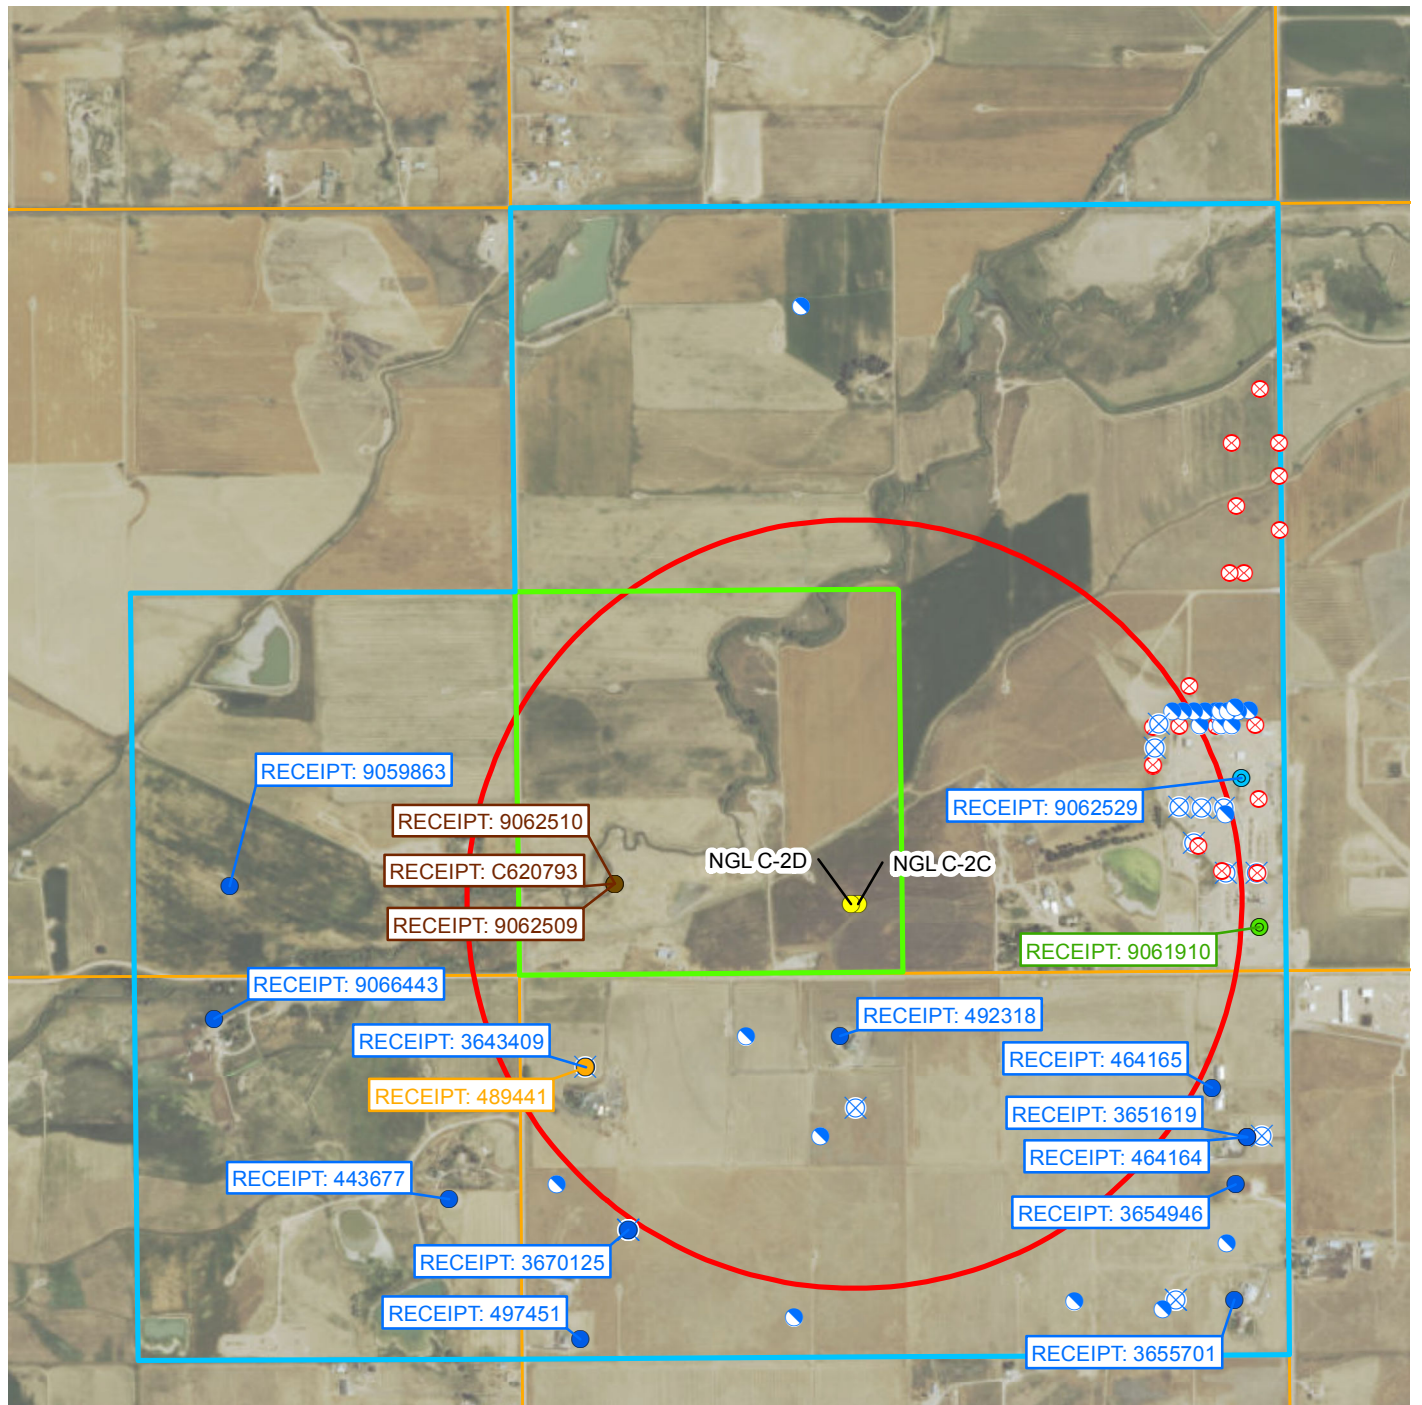 RECEIPT: 9059863
RECEIPT: 9062510
RECEIPT: 9062529
NGL C-2D
NGL C-2C
RECEIPT: C620793
RECEIPT: 9062509
RECEIPT: 9061910
RECEIPT: 9066443
RECEIPT: 492318
RECEIPT: 3643409
RECEIPT: 464165
RECEIPT: 489441
RECEIPT: 3651619
RECEIPT: 464164
RECEIPT: 443677
RECEIPT: 3654946
RECEIPT: 3670125
RECEIPT: 497451
RECEIPT: 3655701